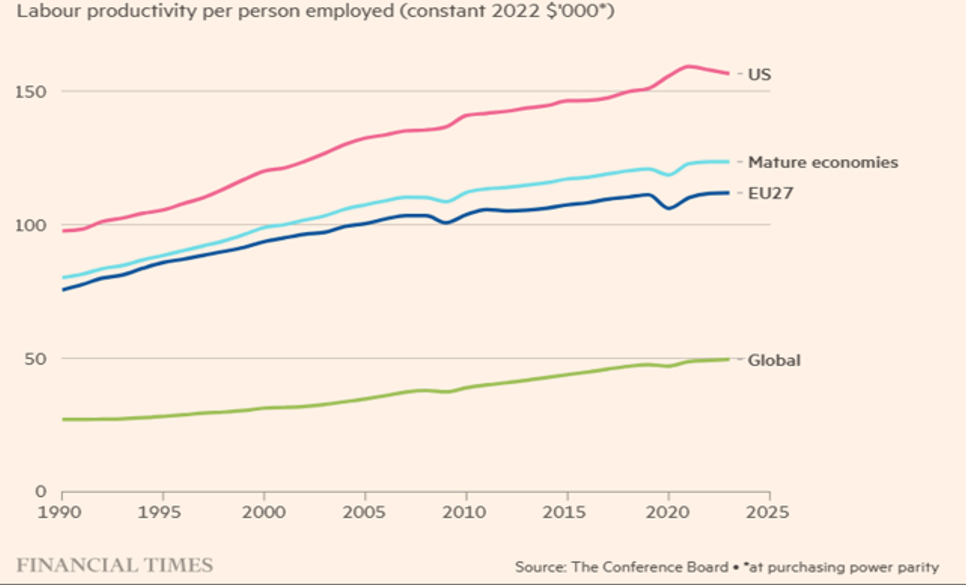 Labour productivity per person employed (constant 2022 $'000*)
150
100
50
0
US
Mature economies
EU27
Global
1990 1995 2000 2005 2010 2015 2020 2025
FINANCIAL TIMES
Source: The Conference Board • *at purchasing power parity